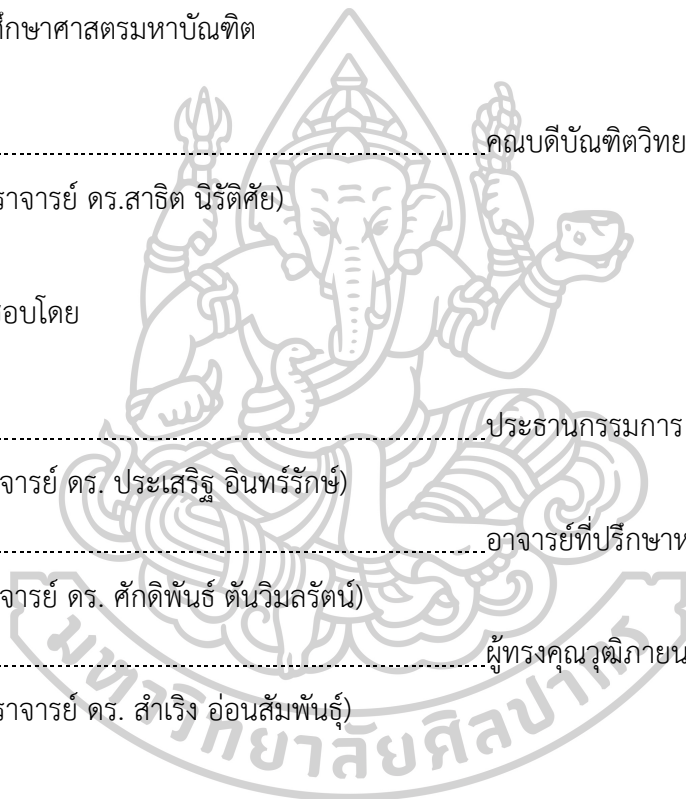 ศึกษาศาสตรมหาบัณฑิต
คณบดีบัณฑิตวิทย
ราจารย์ ดร.สาธิต นิรัติศัย)
สอบโดย
ประธานกรรมการ
จารย์ ดร. ประเสริฐ อินทร์รักษ์)
อาจารย์ที่ปรึกษาห
จารย์ ดร. ศักดิพันธ์ ตันวิมลรัตน์)
ผู้ทรงคุณวุฒิภายน
ราจารย์ ดร. สำเริง อ่อนสัมพันธุ์)
มหาวิทยาลัยศิลปากร